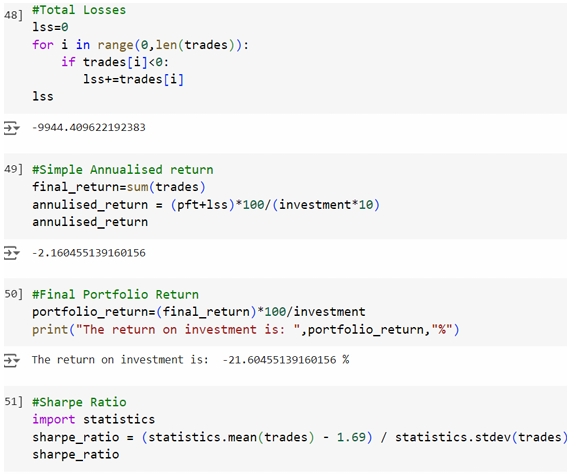 48] #Total Losses
lss=0
for i in range(0,len(trades)):
    if trades[i]<0:
        lss+=trades[i]
lss
-9944.409622192383
49] #Simple Annualised return
final_return=sum(trades)
annulised_return = (pft+lss)*100/(investment*10)
annulised_return
-2.160455139160156
50] #Final Portfolio Return
portfolio_return=(final_return)*100/investment
print("The return on investment is: ",portfolio_return,"%")
The return on investment is:  -21.60455139160156 %
51] #Sharpe Ratio
import statistics
sharpe_ratio = (statistics.mean(trades) - 1.69) / statistics.stdev(trades)
sharpe_ratio